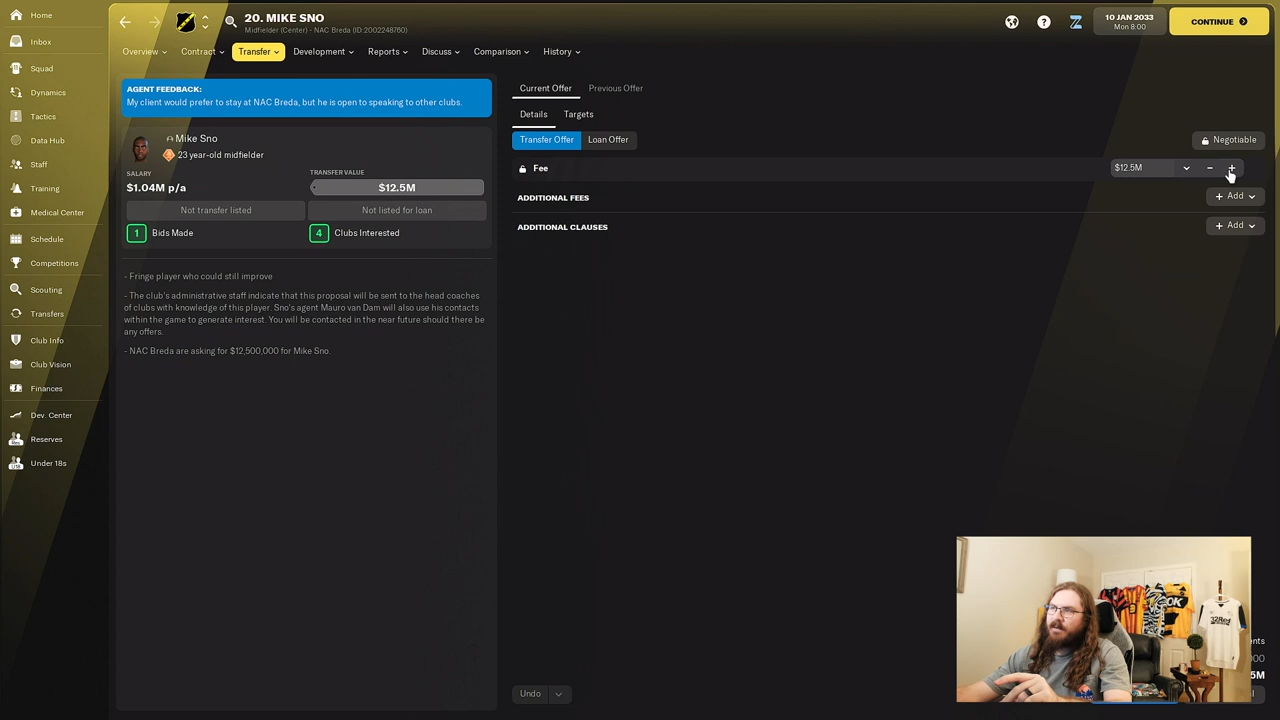 Home
Inbox
Squad
Dynamics
Tactics
Data Hub
Staff
Training
Medical Center
Schedule
Competitions
Scouting
Transfers
Club Info
Club Vision
Finances
Dev. Center
Reserves
Under 18s
20. MIKE SNO
Midfielder (Center) - NAC Breda (ID:2002248760)
10 JAN 2033
Mon 8:00
CONTINUE
Overview
Contract
Transfer
Development
Reports
Discuss
Comparison
History
AGENT FEEDBACK:
My client would prefer to stay at NAC Breda, but he is open to speaking to other clubs.
Mike Sno
23 year-old midfielder
SALARY
$1.04M p/a
TRANSFER VALUE
$12.5M
Not transfer listed
Not listed for loan
1 Bids Made
4 Clubs Interested
- Fringe player who could still improve
- The club's administrative staff indicate that this proposal will be sent to the head coaches
of clubs with knowledge of this player. Sno's agent Mauro van Dam will also use his contacts
within the game to generate interest. You will be contacted in the near future should there be
any offers.
- NAC Breda are asking for $12,500,000 for Mike Sno.
Current Offer
Previous Offer
Details
Targets
Transfer Offer
Loan Offer
Negotiable
Fee
$12.5M
ADDITIONAL FEES
+ Add
ADDITIONAL CLAUSES
+ Add
Undo
32Red